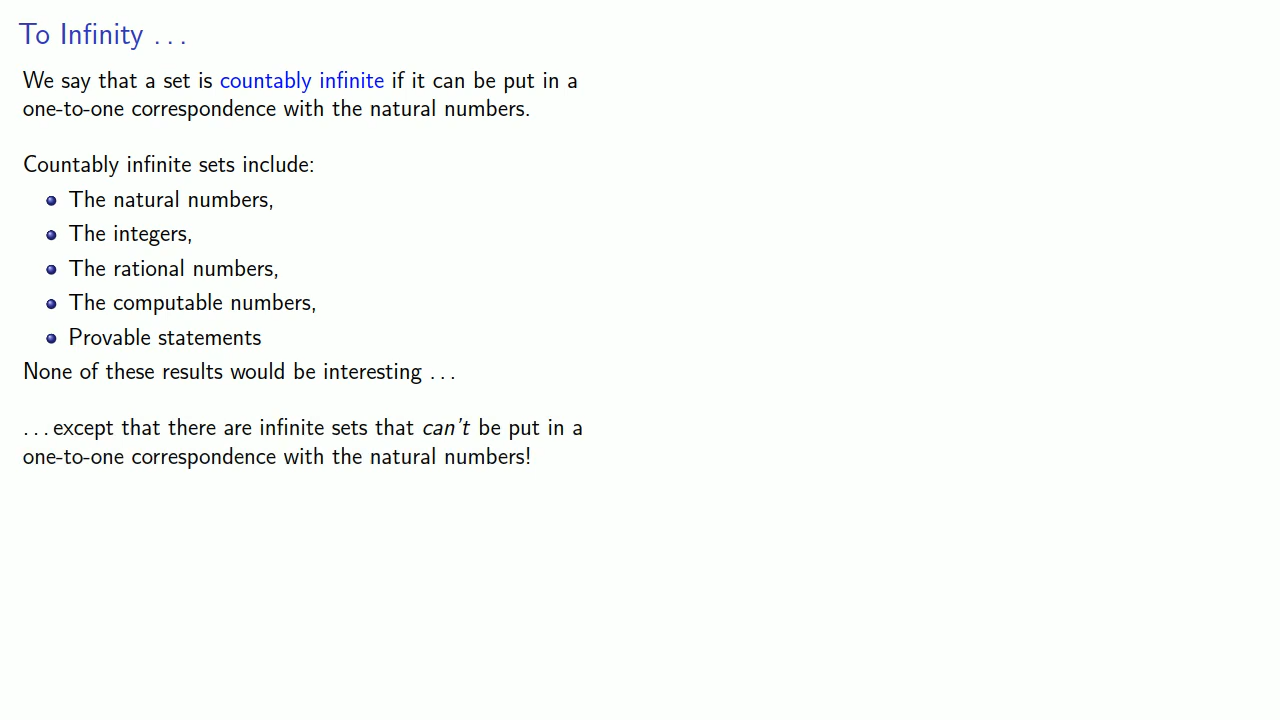 To Infinity ...
We say that a set is countably infinite if it can be put in a
one-to-one correspondence with the natural numbers.
Countably infinite sets include:
The natural numbers,
The integers,
The rational numbers,
The computable numbers,
Provable statements
None of these results would be interesting ...
...except that there are infinite sets that can't be put in a
one-to-one correspondence with the natural numbers!